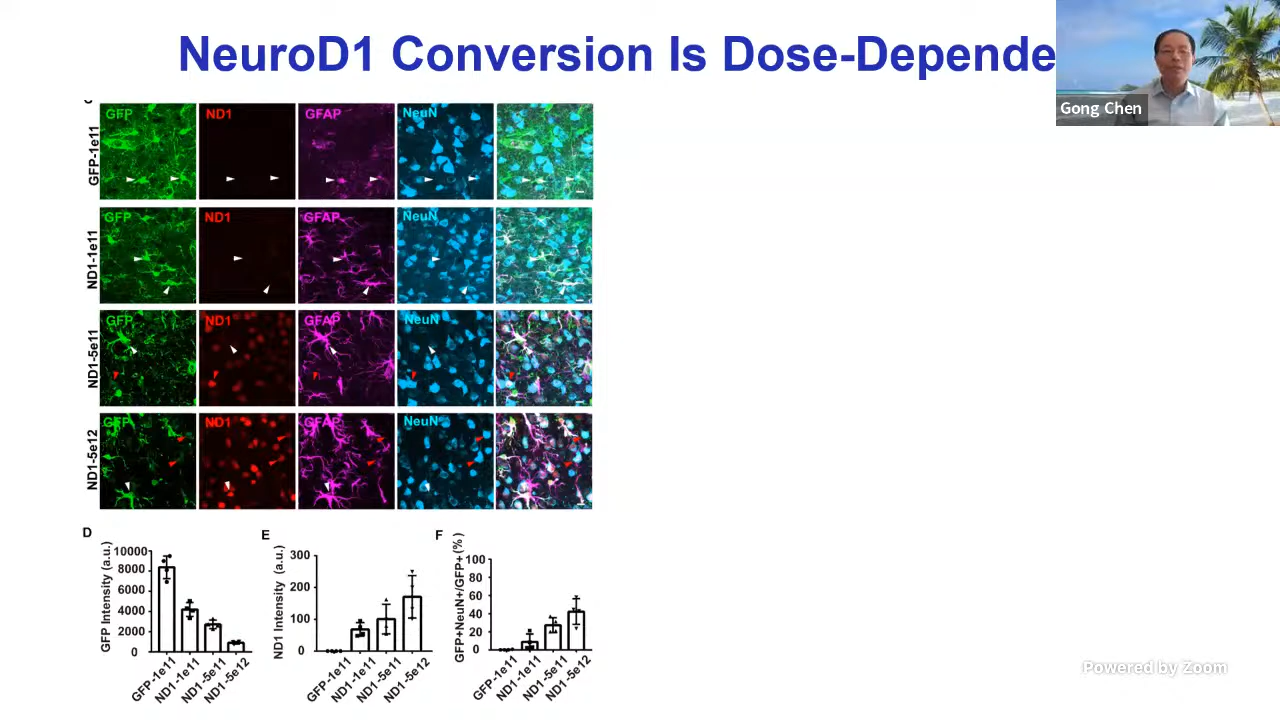 NeuroD1 Conversion Is Dose-Depende
Gong Chen
GFP ND1 GFAP NeuN
GFP-1e11
GFP ND1 GFAP NeuN
ND1-1e11
GFP ND1 GFAP NeuN
ND1-5e11
GFP ND1 GFAP NeuN
ND1-5e12
D
GFP Intensity (a.u.)
10000
8000
6000
4000
2000
0
GFP-1e11 ND1-1e11 ND1-5e11 ND1-5e12
E
ND1 Intensity (a.u.)
300
200
100
0
GFP-1e11 ND1-1e11 ND1-5e11 ND1-5e12
F
GFP+NeuN+/GFP+(%)
100
80
60
40
20
0
GFP-1e11 ND1-1e11 ND1-5e11 ND1-5e12
Powered by Zoom